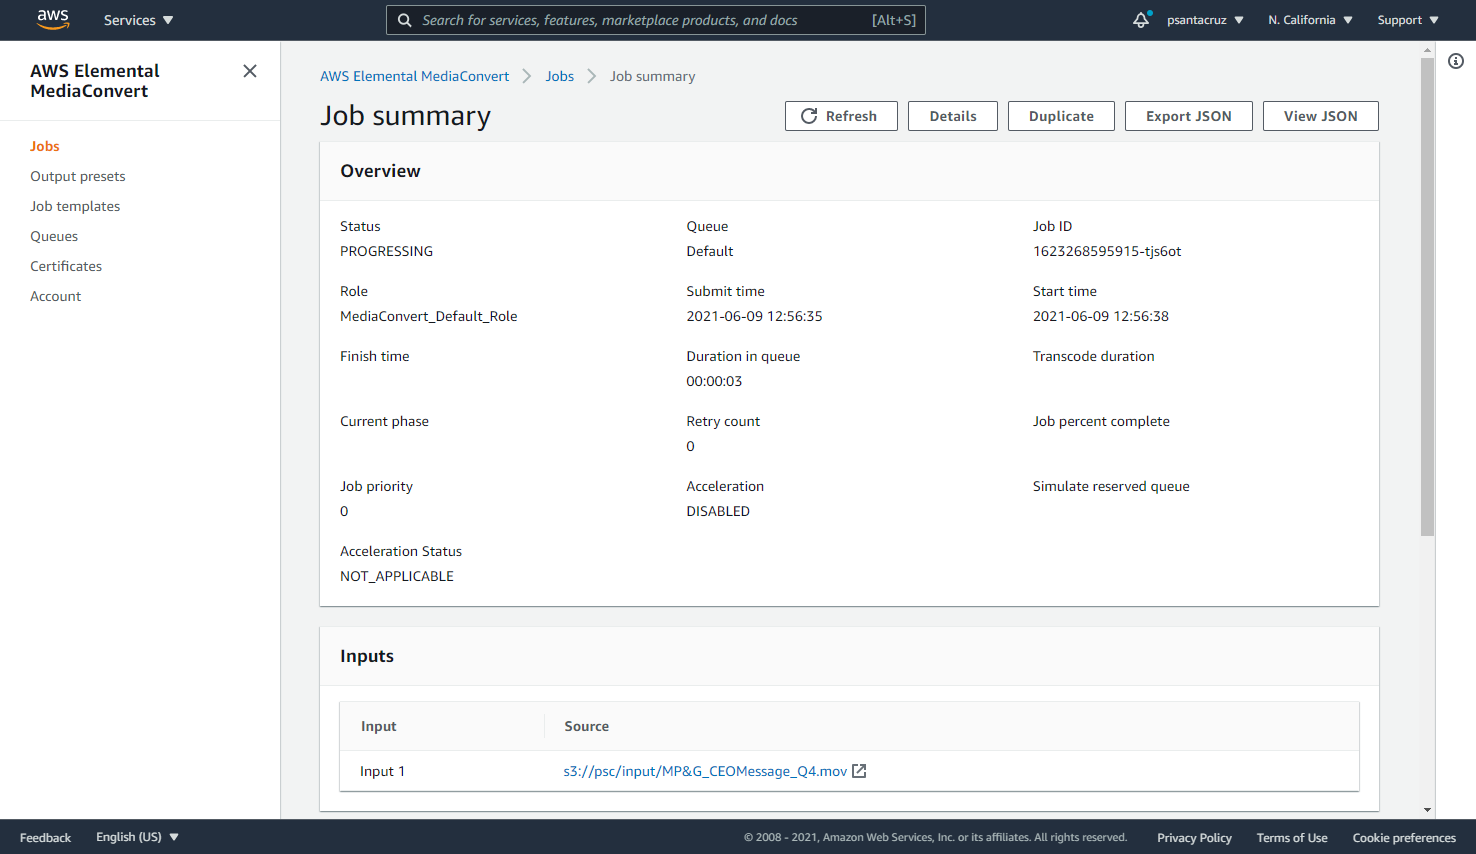 aws Services Search for services, features, marketplace products, and docs [Alt+S] psantacruz N. California Support
AWS Elemental MediaConvert
Jobs
Output presets
Job templates
Queues
Certificates
Account
AWS Elemental MediaConvert Jobs Job summary
Job summary Refresh Details Duplicate Export JSON View JSON
Overview
Status Queue Job ID
PROGRESSING Default 1623268595915-tjs6ot
Role Submit time Start time
MediaConvert_Default_Role 2021-06-09 12:56:35 2021-06-09 12:56:38
Finish time Duration in queue Transcode duration
00:00:03
Current phase Retry count Job percent complete
0
Job priority Acceleration Simulate reserved queue
0 DISABLED
Acceleration Status
NOT_APPLICABLE
Inputs
Input Source
Input 1 s3://psc/input/MP&G_CEOMessage_Q4.mov
Feedback English (US) © 2008 - 2021, Amazon Web Services, Inc. or its affiliates. All rights reserved. Privacy Policy Terms of Use Cookie preferences